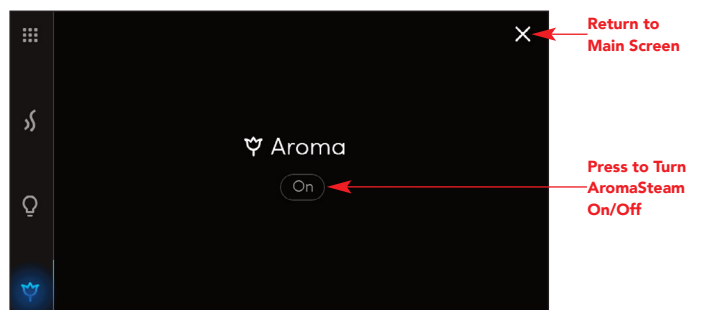 Return to
Main Screen
Aroma
On
Press to Turn
AromaSteam
On/Off